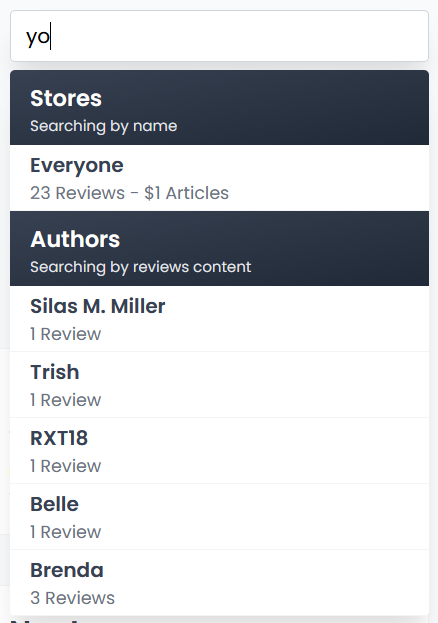 yo
Stores
Searching by name
Everyone
23 Reviews - $1 Articles
Authors
Searching by reviews content
Silas M. Miller
1 Review
Trish
1 Review
RXT18
1 Review
Belle
1 Review
Brenda
3 Reviews